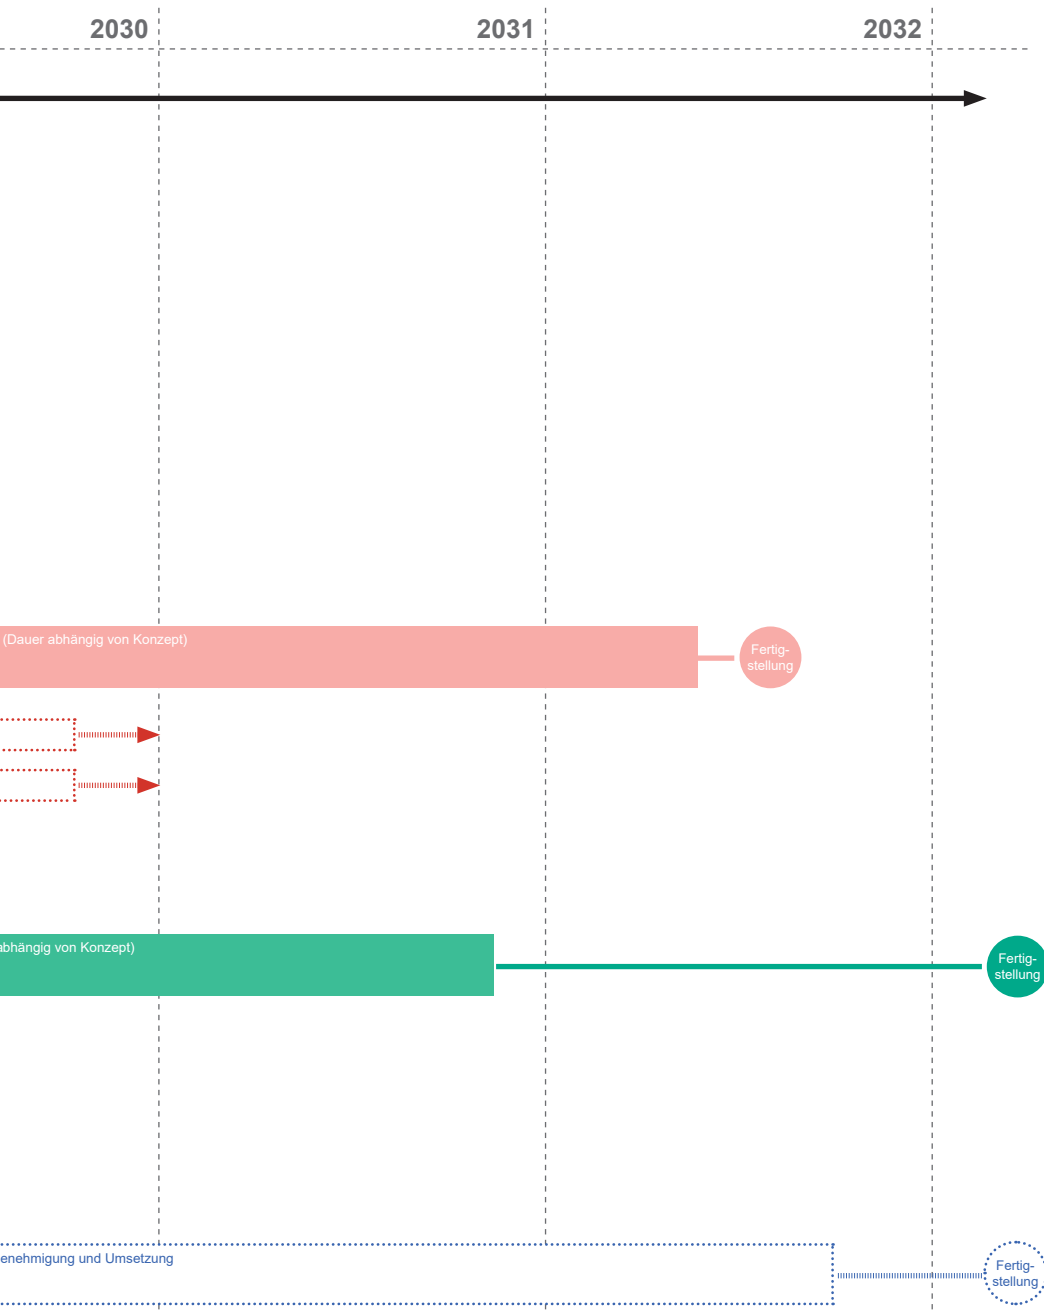 2030 2031 2032
(Dauer abhängig von Konzept)
Fertig-
stellung
abhängig von Konzept)
Fertig-
stellung
enehmigung und Umsetzung
Fertig-
stellung